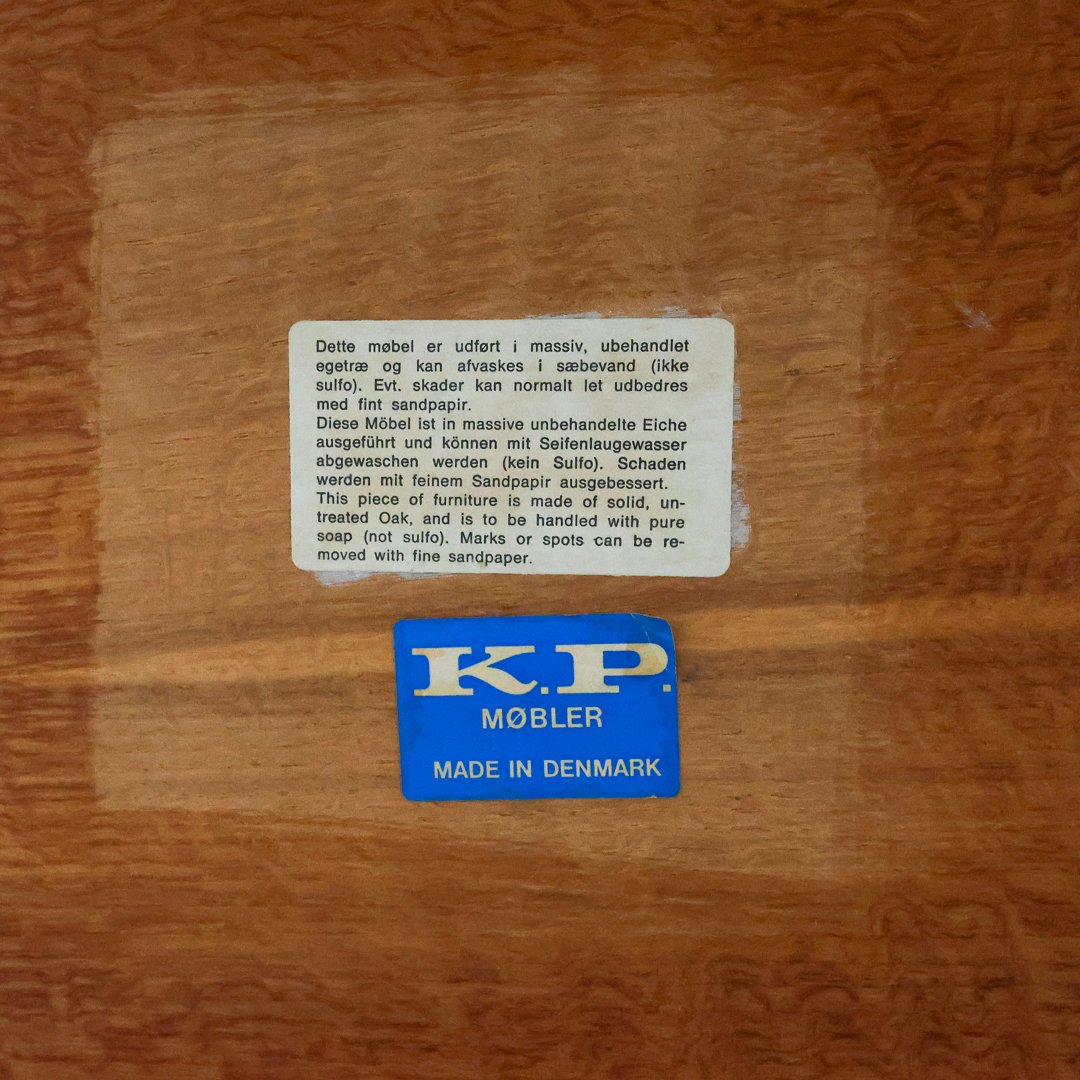 Dette møbel er udført i massiv, ubehandlet
egetræ og kan afvaskes i sæbevand (ikke
sulfo). Evt. skader kan normalt let udbedres
med fint sandpapir.
Diese Möbel ist in massive unbehandelte Eiche
ausgeführt und können mit Seifenlaugewasser
abgewaschen werden (kein Sulfo). Schaden
werden mit feinem Sandpapir ausgebessert.
This piece of furniture is made of solid, un-
treated Oak, and is to be handled with pure
soap (not sulfo). Marks or spots can be re-
moved with fine sandpaper.
K.P.
MØBLER
MADE IN DENMARK